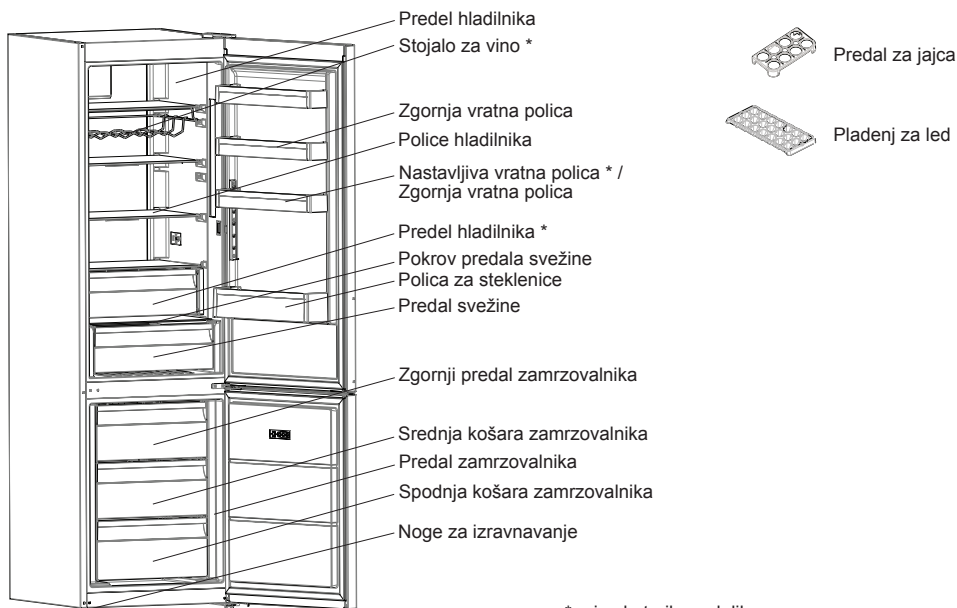 Predel hladilnika
Stojalo za vino *
Zgornja vratna polica
Police hladilnika
Nastavljiva vratna polica * /
Zgornja vratna polica
Predel hladilnika *
Pokrov predala svežine
Polica za steklenice
Predal svežine
Zgornji predal zamrzovalnika
Srednja košara zamrzovalnika
Predal zamrzovalnika
Spodnja košara zamrzovalnika
Noge za izravnavanje
Predal za jajca
Pladenj za led